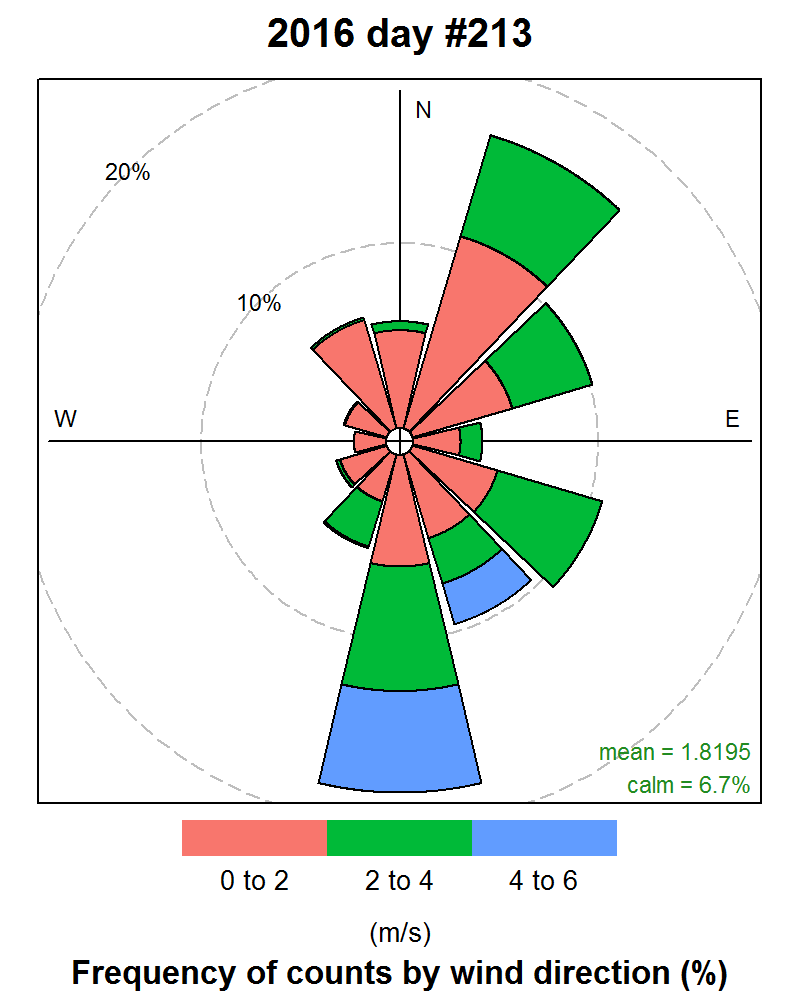 2016 day #213
N
20%
10%
W
E
mean = 1.8195
calm = 6.7%
0 to 2
2 to 4
4 to 6
(m/s)
Frequency of counts by wind direction (%)